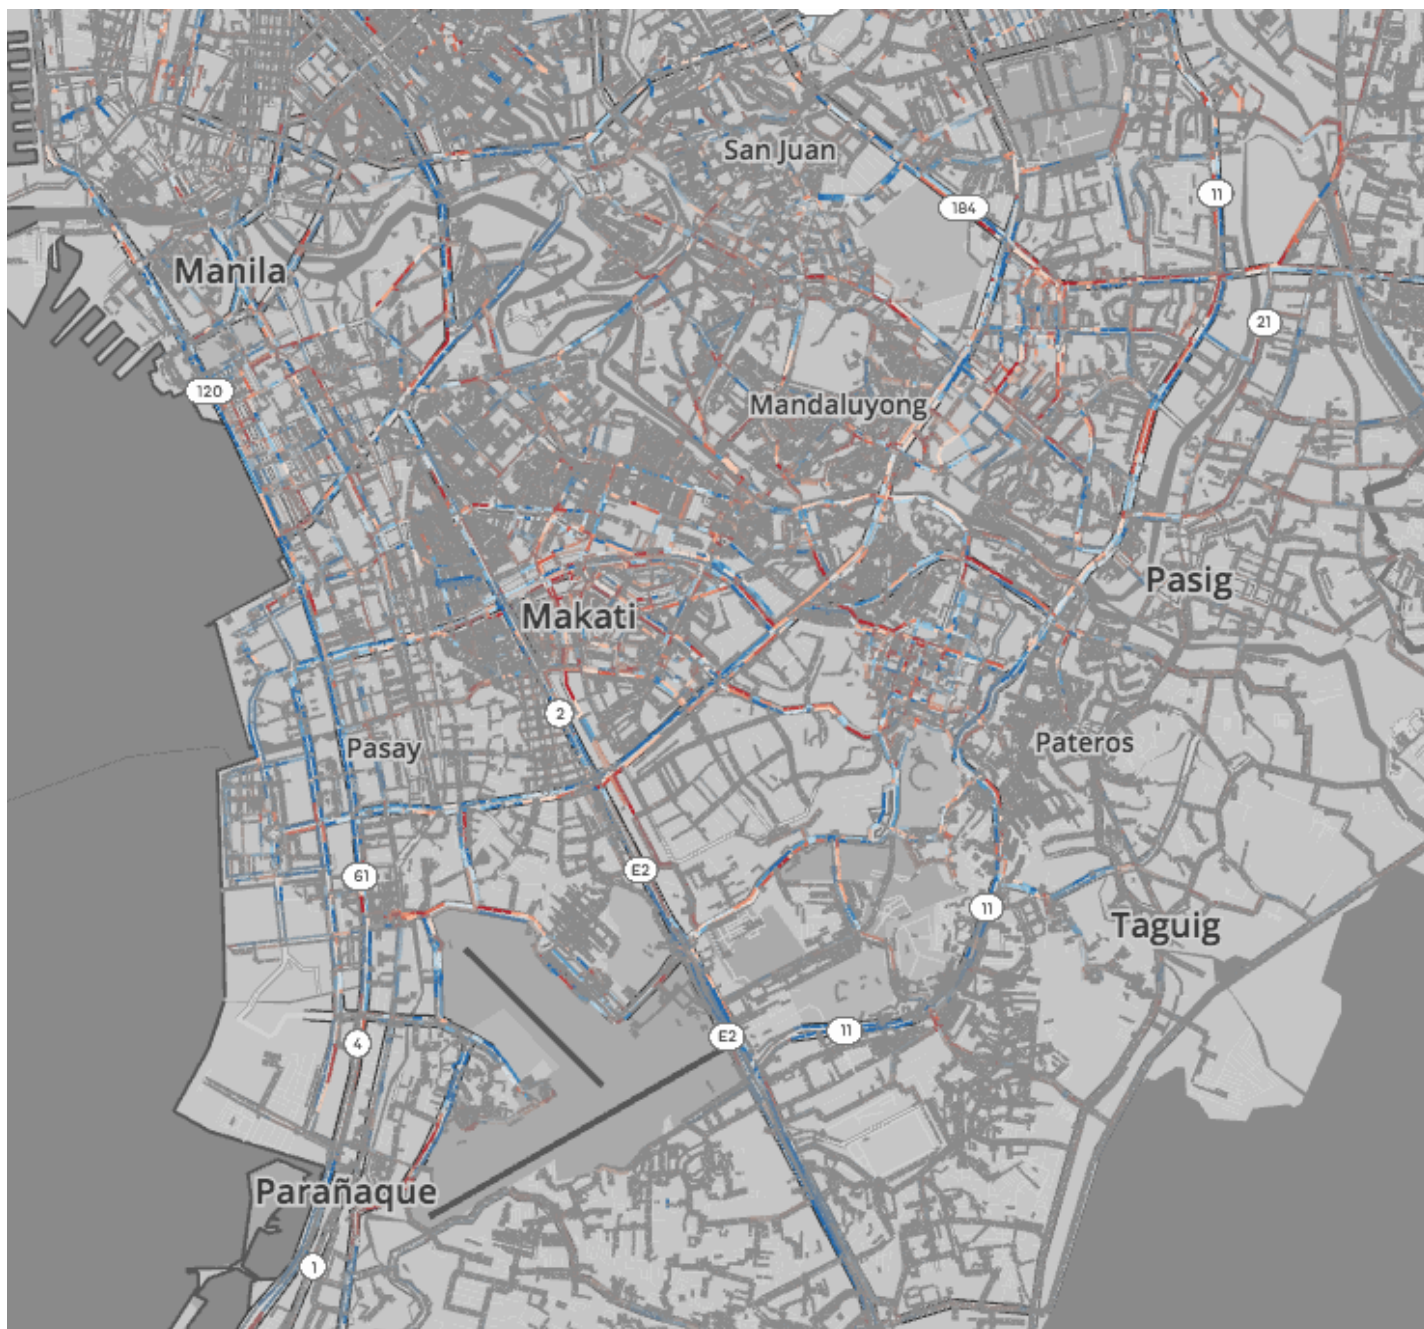 San Juan
184
11
Manila
21
120
Mandaluyong
Pasig
Makati
2
Pasay
Pateros
E2
61
11
Taguig
E2
11
4
Parañaque
1